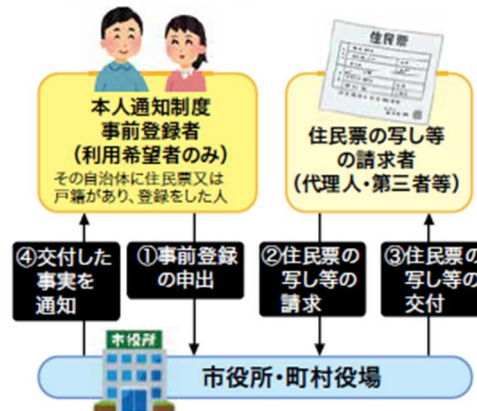 住民票
本人通知制度
事前登録者
(利用希望者のみ)
その自治体に住民票又は
戸籍があり、登録をした人
住民票の写し等
の請求者
(代理人・第三者等)
④交付した
事実を
通知
①事前登録
の申出
②住民票の
写し等の
請求
③住民票の
写し等の
交付
市役所
市役所・町村役場